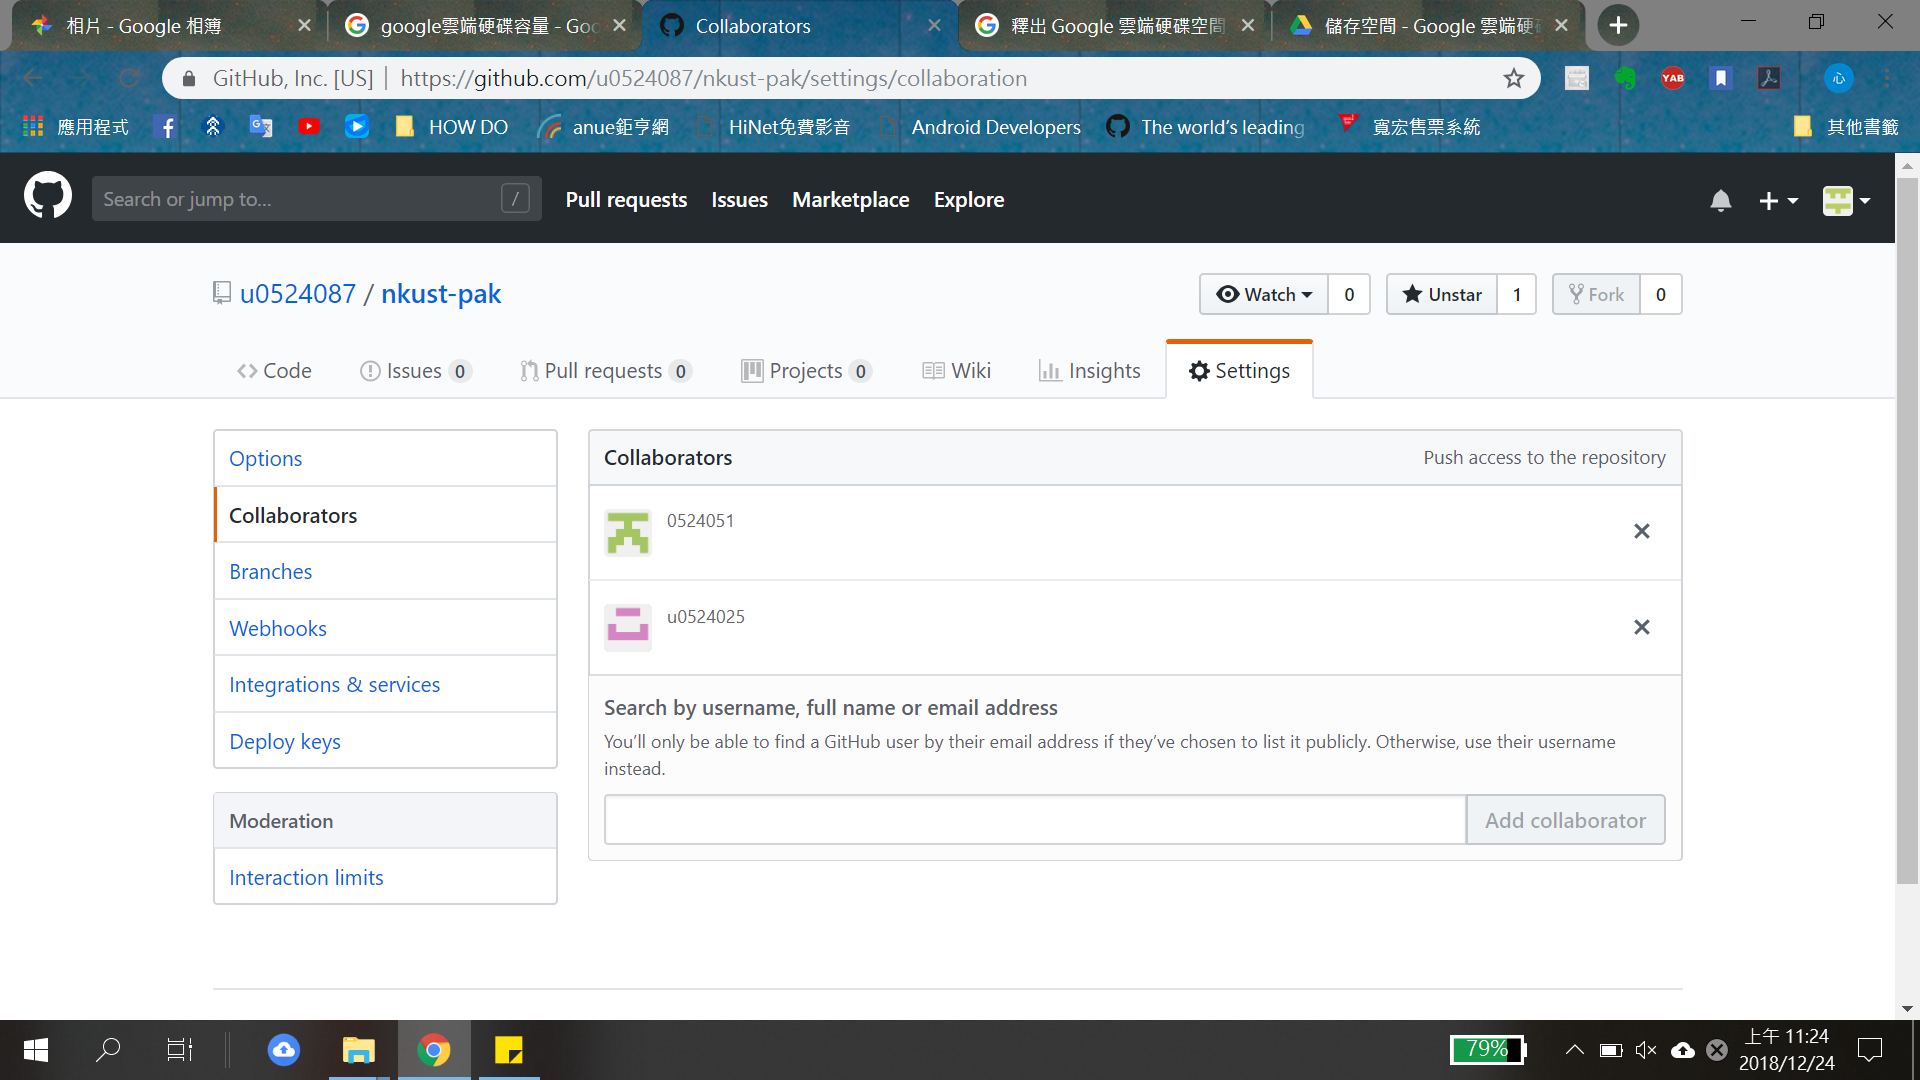 相片 - Google 相簿
google雲端硬碟容量 - Goo
Collaborators
釋出 Google 雲端硬碟空間
儲存空間 - Google 雲端硬
GitHub, Inc. [US] | https://github.com/u0524087/nkust-pak/settings/collaboration
YAB
心
應用程式
HOW DO
anue鉅亨網
HiNet免費影音
Android Developers
The world's leading
寬宏售票系統
其他書籤
Search or jump to...
/
Pull requests
Issues
Marketplace
Explore
u0524087 / nkust-pak
Watch 0
Unstar 1
Fork 0
Code
Issues 0
Pull requests 0
Projects 0
Wiki
Insights
Settings
Options
Collaborators
Branches
Webhooks
Integrations & services
Deploy keys
Moderation
Interaction limits
Collaborators
Push access to the repository
0524051
u0524025
Search by username, full name or email address
You'll only be able to find a GitHub user by their email address if they've chosen to list it publicly. Otherwise, use their username
instead.
Add collaborator
79%
上午 11:24
2018/12/24